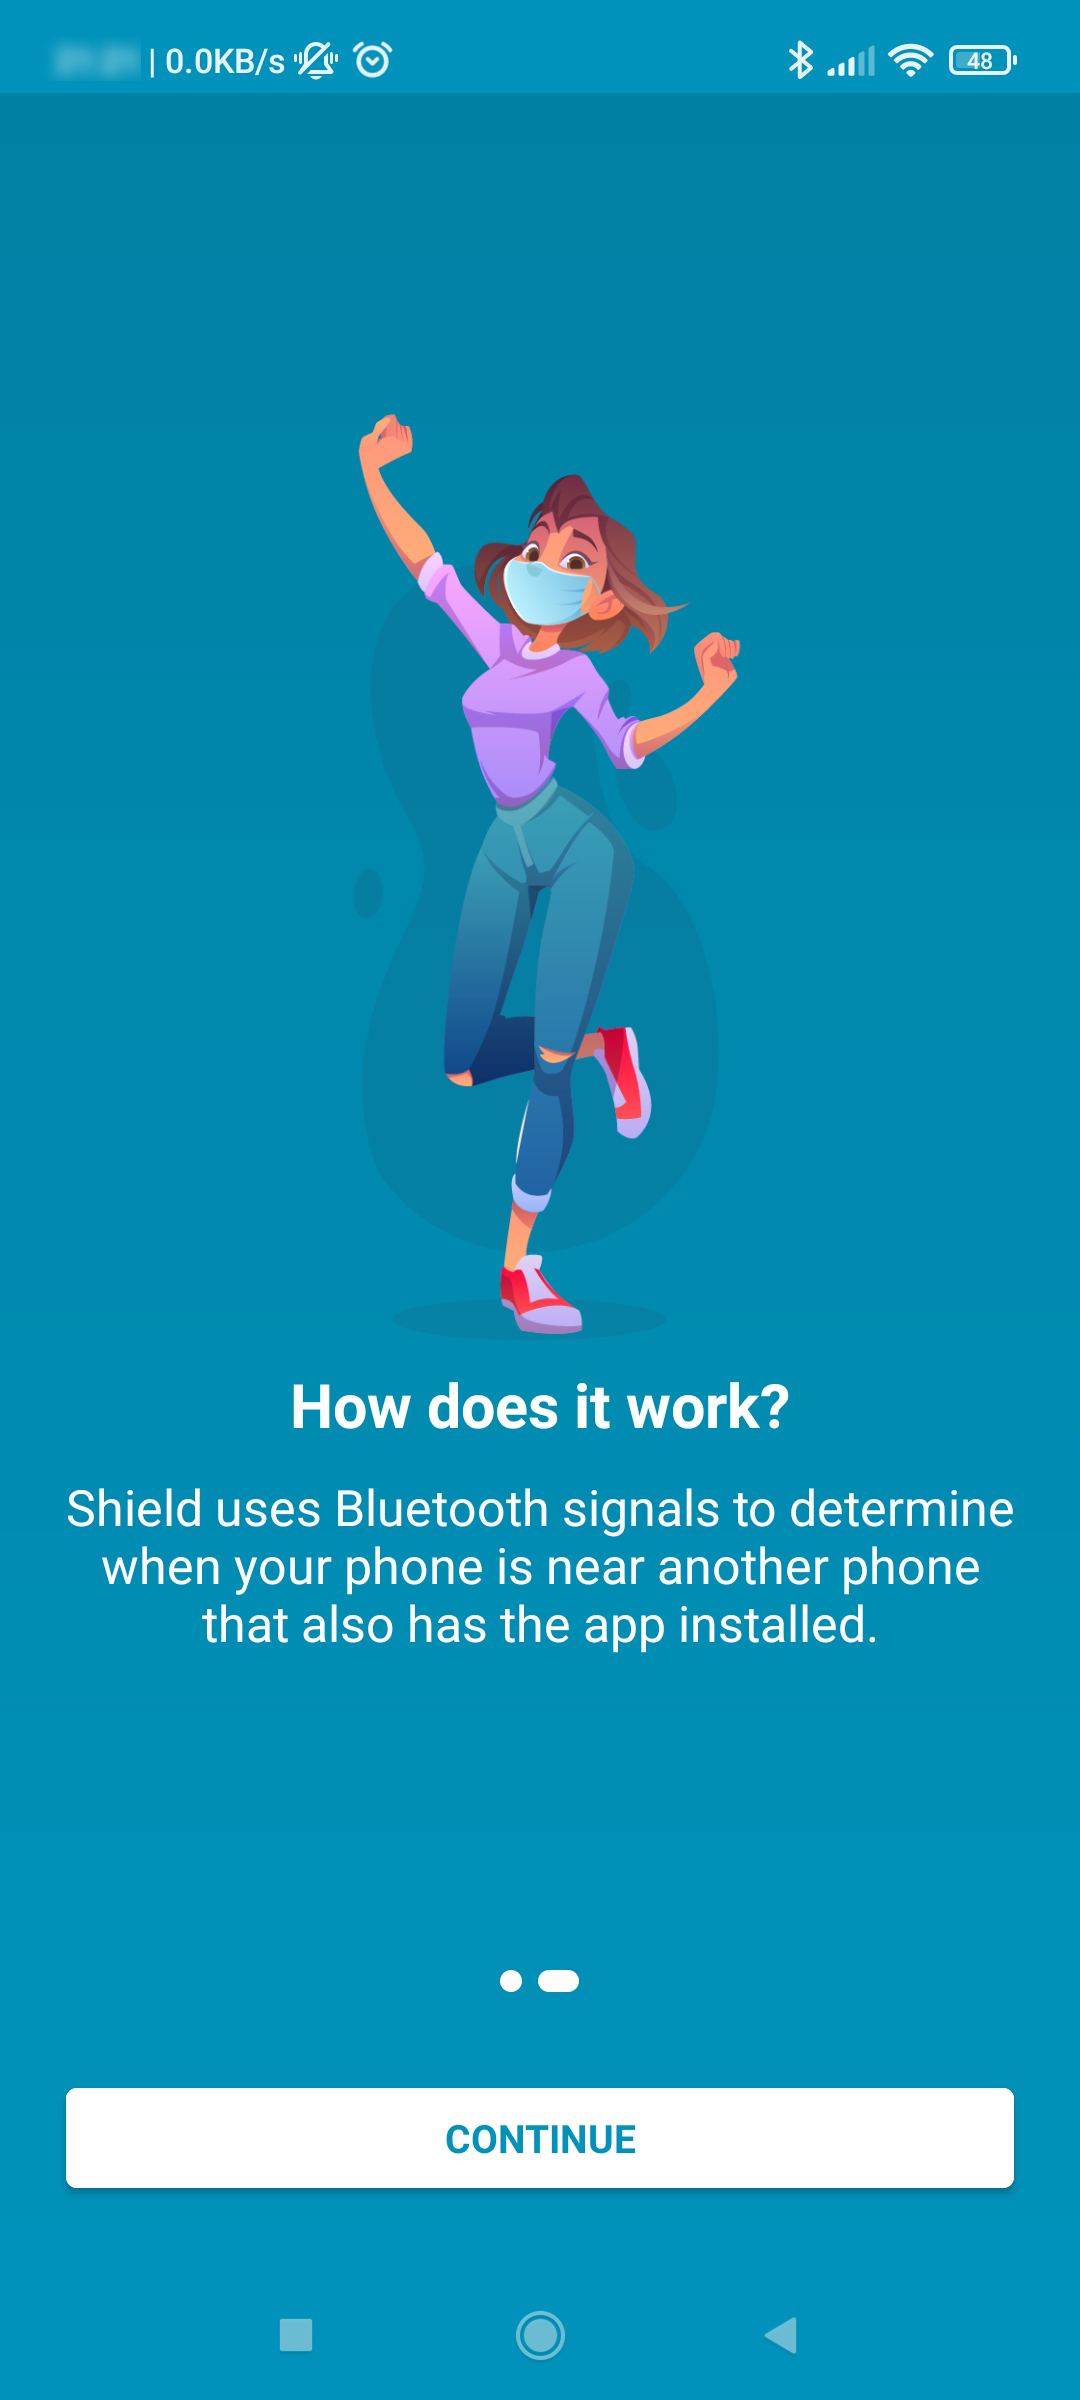 | 0.0KB/s
48
How does it work?
Shield uses Bluetooth signals to determine
when your phone is near another phone
that also has the app installed.
CONTINUE